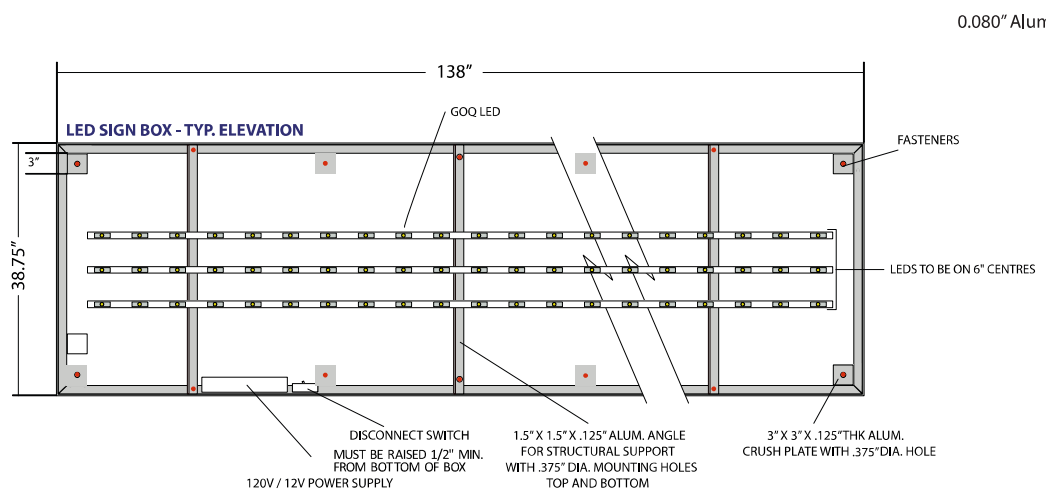 0.080" Alum
138"
GOQ LED
LED SIGN BOX - TYP. ELEVATION
FASTENERS
3"
38.75"
LEDS TO BE ON 6" CENTRES
DISCONNECT SWITCH
MUST BE RAISED 1/2" MIN.
FROM BOTTOM OF BOX
120V / 12V POWER SUPPLY
1.5" X 1.5" X .125" ALUM. ANGLE
FOR STRUCTURAL SUPPORT
WITH .375" DIA. MOUNTING HOLES
TOP AND BOTTOM
3" X 3" X .125"THK ALUM.
CRUSH PLATE WITH .375"DIA. HOLE